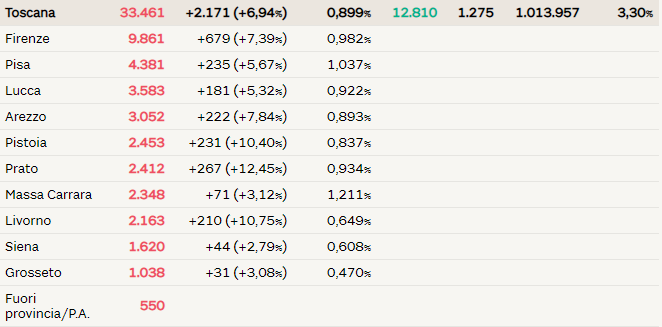 Toscana 33.461 +2.171 (+6,94%) 0,899% 12.810 1.275 1.013.957 3,30%
Firenze 9.861 +679 (+7,39%) 0,982%
Pisa 4.381 +235 (+5,67%) 1,037%
Lucca 3.583 +181 (+5,32%) 0,922%
Arezzo 3.052 +222 (+7,84%) 0,893%
Pistoia 2.453 +231 (+10,40%) 0,837%
Prato 2.412 +267 (+12,45%) 0,934%
Massa Carrara 2.348 +71 (+3,12%) 1,211%
Livorno 2.163 +210 (+10,75%) 0,649%
Siena 1.620 +44 (+2,79%) 0,608%
Grosseto 1.038 +31 (+3,08%) 0,470%
Fuori
provincia/P.A. 550